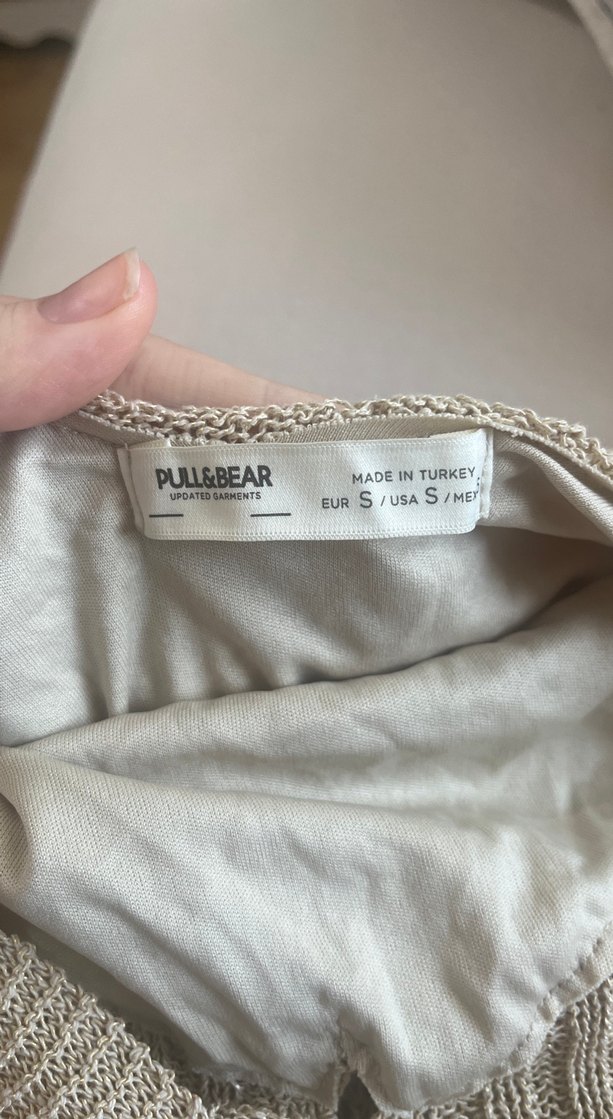 PULL&BEAR
UPDATED GARMENTS
MADE IN TURKEY
EUR S / USA S / MEX